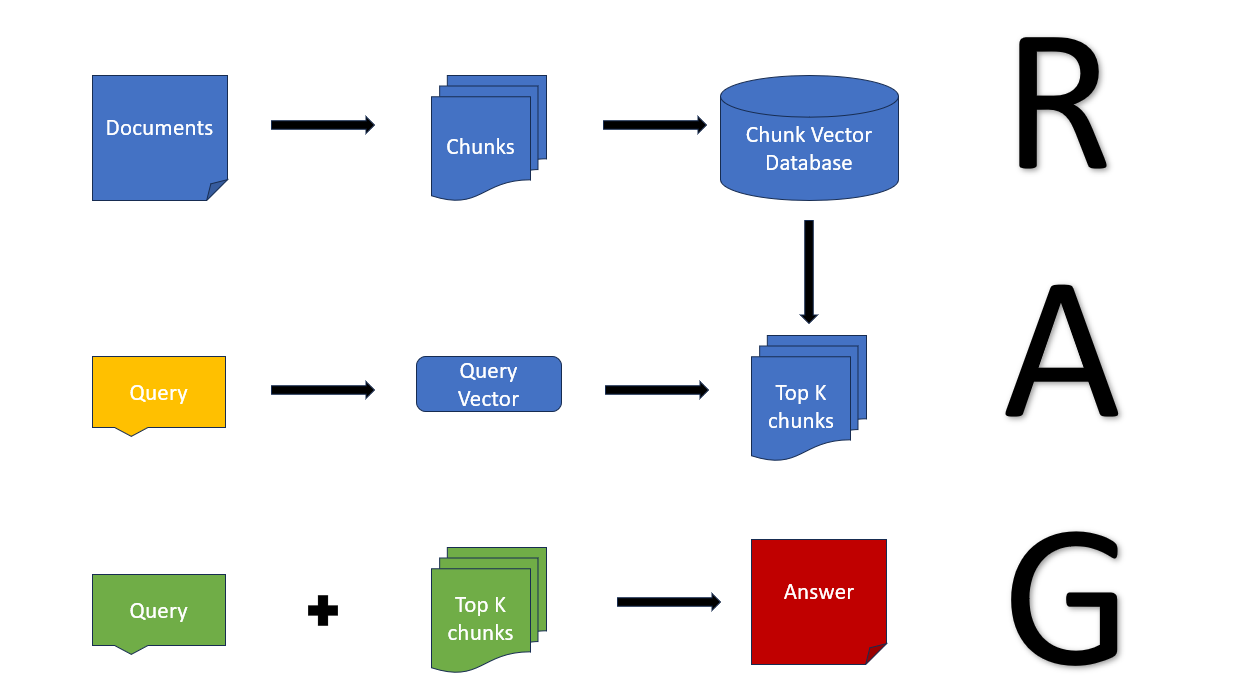 Documents
Chunks
Chunk Vector
Database
R
Query
Query
Vector
Top K
chunks
A
Query
Top K
chunks
Answer
G